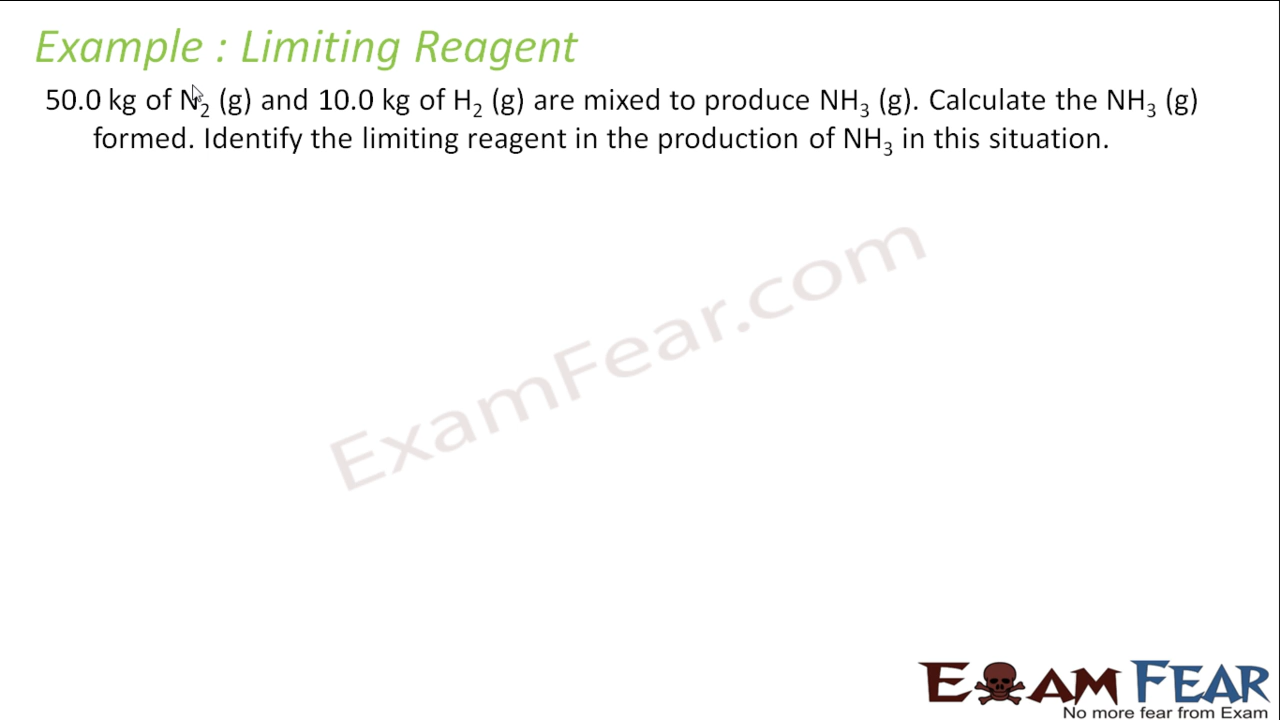 Example : Limiting Reagent
50.0 kg of N₂ (g) and 10.0 kg of H₂ (g) are mixed to produce NH₃ (g). Calculate the NH₃ (g)
formed. Identify the limiting reagent in the production of NH₃ in this situation.
ExamFear.com
EXAM FEAR
No more fear from Exam